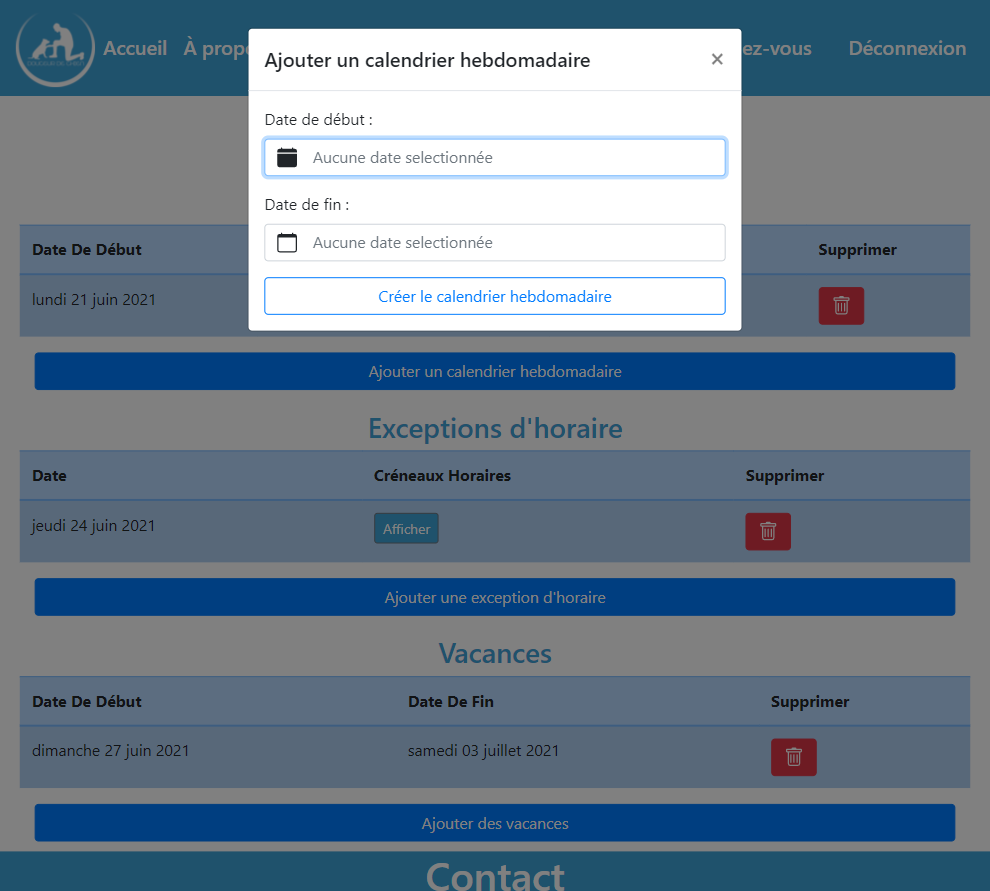 Accueil À prop ez-vous Déconnexion
Ajouter un calendrier hebdomadaire ×
Date de début :
Aucune date selectionnée
Date de fin :
Aucune date selectionnée
Créer le calendrier hebdomadaire
Date De Début Supprimer
lundi 21 juin 2021
Ajouter un calendrier hebdomadaire
Exceptions d'horaire
Date Créneaux Horaires Supprimer
jeudi 24 juin 2021 Afficher
Ajouter une exception d'horaire
Vacances
Date De Début Date De Fin Supprimer
dimanche 27 juin 2021 samedi 03 juillet 2021
Ajouter des vacances
Contact